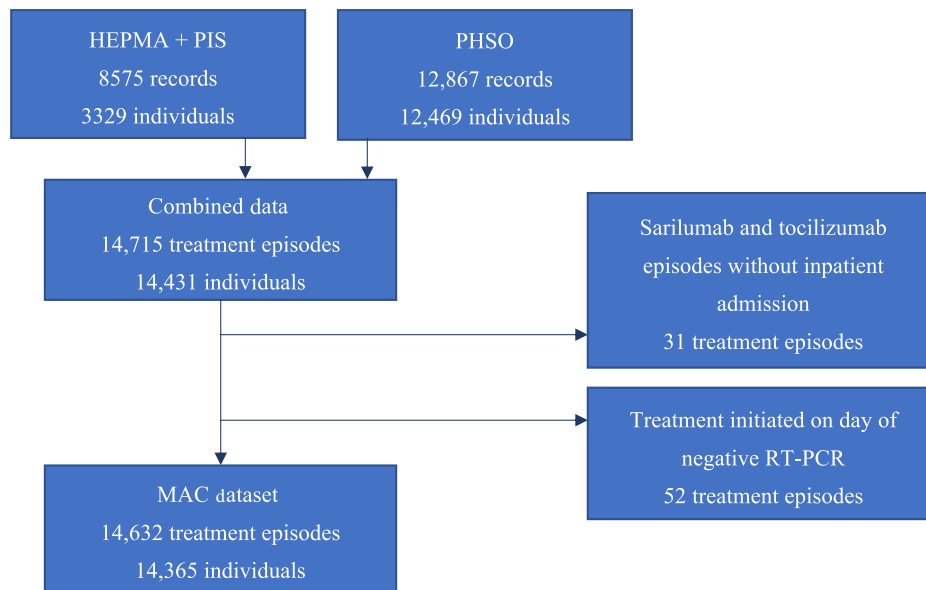 HEPMA + PIS
8575 records
3329 individuals
PHSO
12,867 records
12,469 individuals
Combined data
14,715 treatment episodes
14,431 individuals
Sarilumab and tocilizumab
episodes without inpatient
admission
31 treatment episodes
Treatment initiated on day of
negative RT-PCR
52 treatment episodes
MAC dataset
14,632 treatment episodes
14,365 individuals